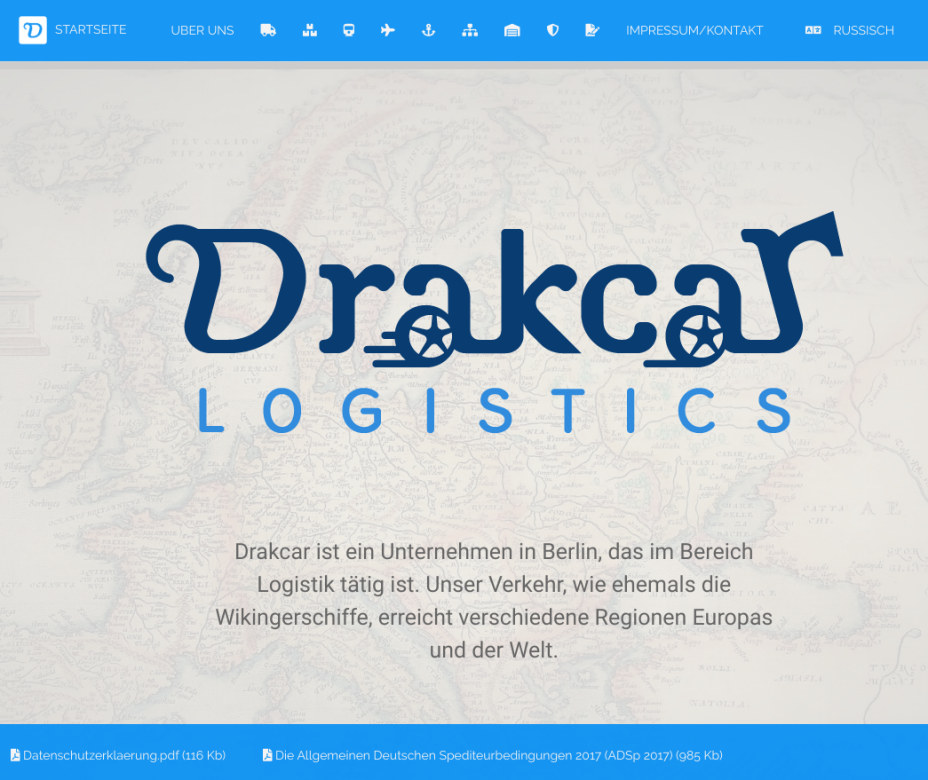 STARTSEITE
UBER UNS
IMPRESSUM/KONTAKT
RUSSISCH
Drakcar
LOGISTICS
Drakcar ist ein Unternehmen in Berlin, das im Bereich
Logistik tätig ist. Unser Verkehr, wie ehemals die
Wikingerschiffe, erreicht verschiedene Regionen Europas
und der Welt.
Datenschutzerklaerung.pdf (116 Kb)
Die Allgemeinen Deutschen Spediteurbedingungen 2017 (ADSp 2017) (985 Kb)